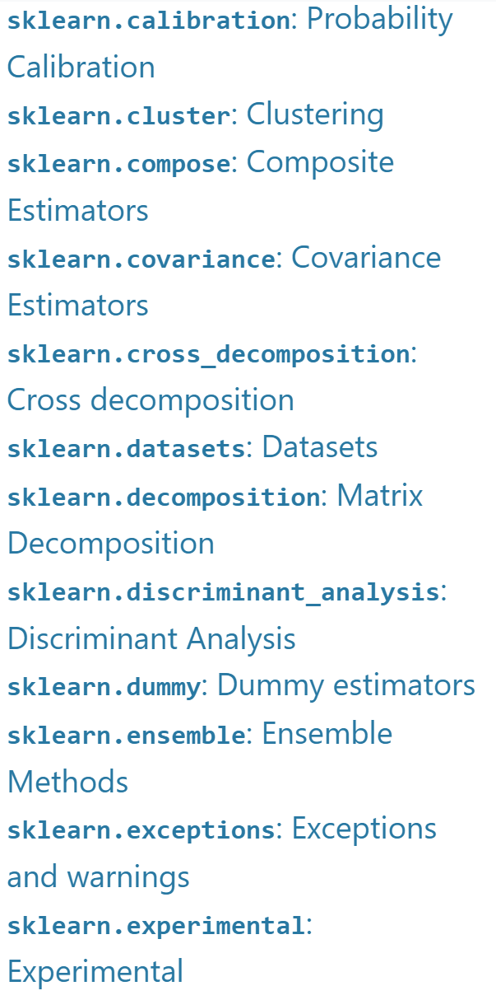 sklearn.calibration: Probability
Calibration
sklearn.cluster: Clustering
sklearn.compose: Composite
Estimators
sklearn.covariance: Covariance
Estimators
sklearn.cross_decomposition:
Cross decomposition
sklearn.datasets: Datasets
sklearn.decomposition: Matrix
Decomposition
sklearn.discriminant_analysis:
Discriminant Analysis
sklearn.dummy: Dummy estimators
sklearn.ensemble: Ensemble
Methods
sklearn.exceptions: Exceptions
and warnings
sklearn.experimental:
Experimental